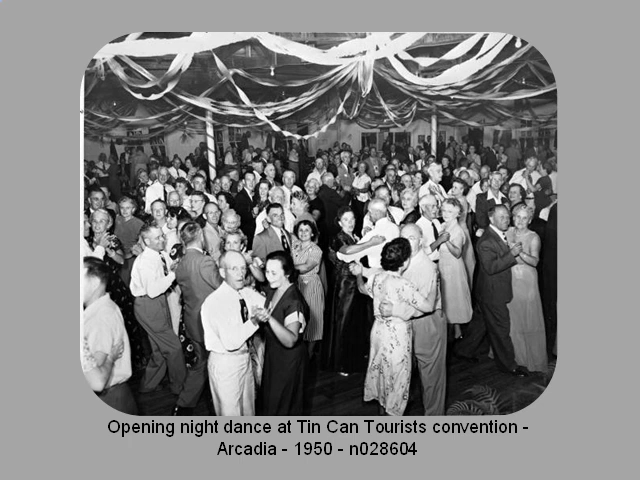 Opening night dance at Tin Can Tourists convention -
Arcadia - 1950 - n028604